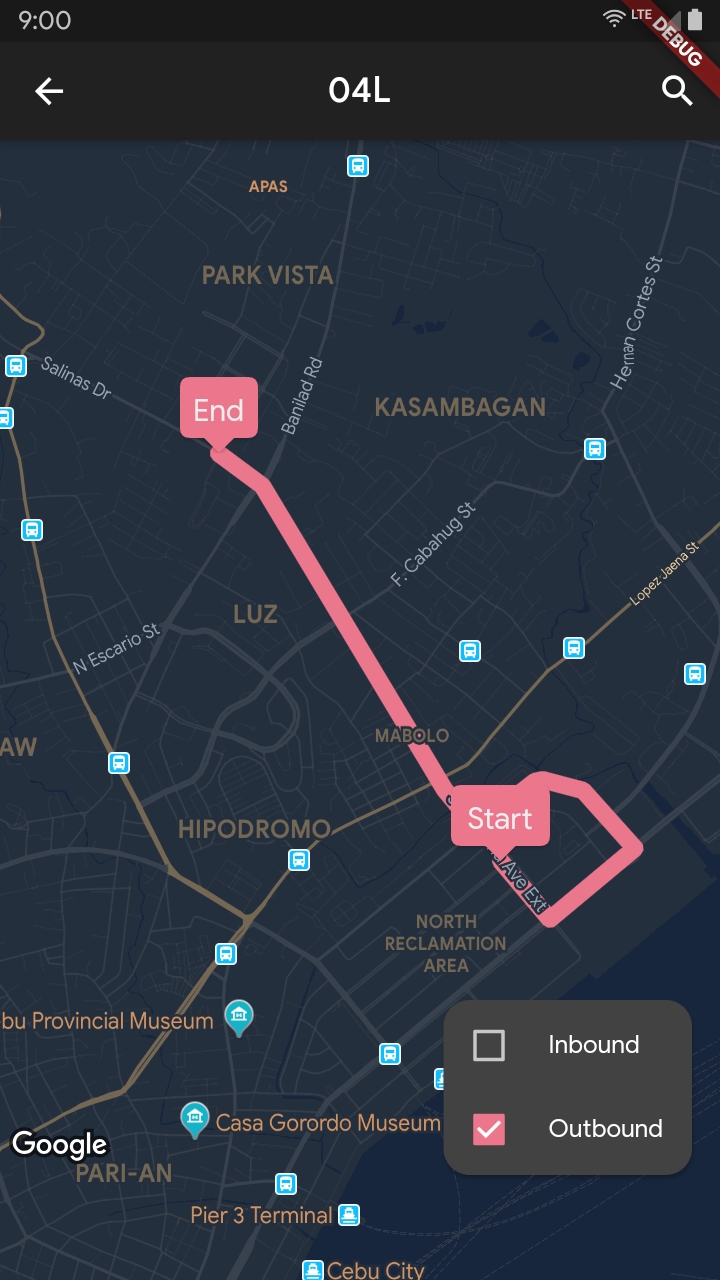 9:00
LTE
DEBUG
04L
APAS
PARK VISTA
Hernan Cortes St
Salinas Dr
Banilad Rd
End
KASAMBAGAN
F. Cabahug St
Lopez Jaena St
LUZ
N Escario St
MABOLO
AW
Start
HIPODROMO
Ave Ext
NORTH
RECLAMATION
AREA
bu Provincial Museum
Inbound
Casa Gorordo Museum
Outbound
Google
PARI-AN
Pier 3 Terminal
Cebu City